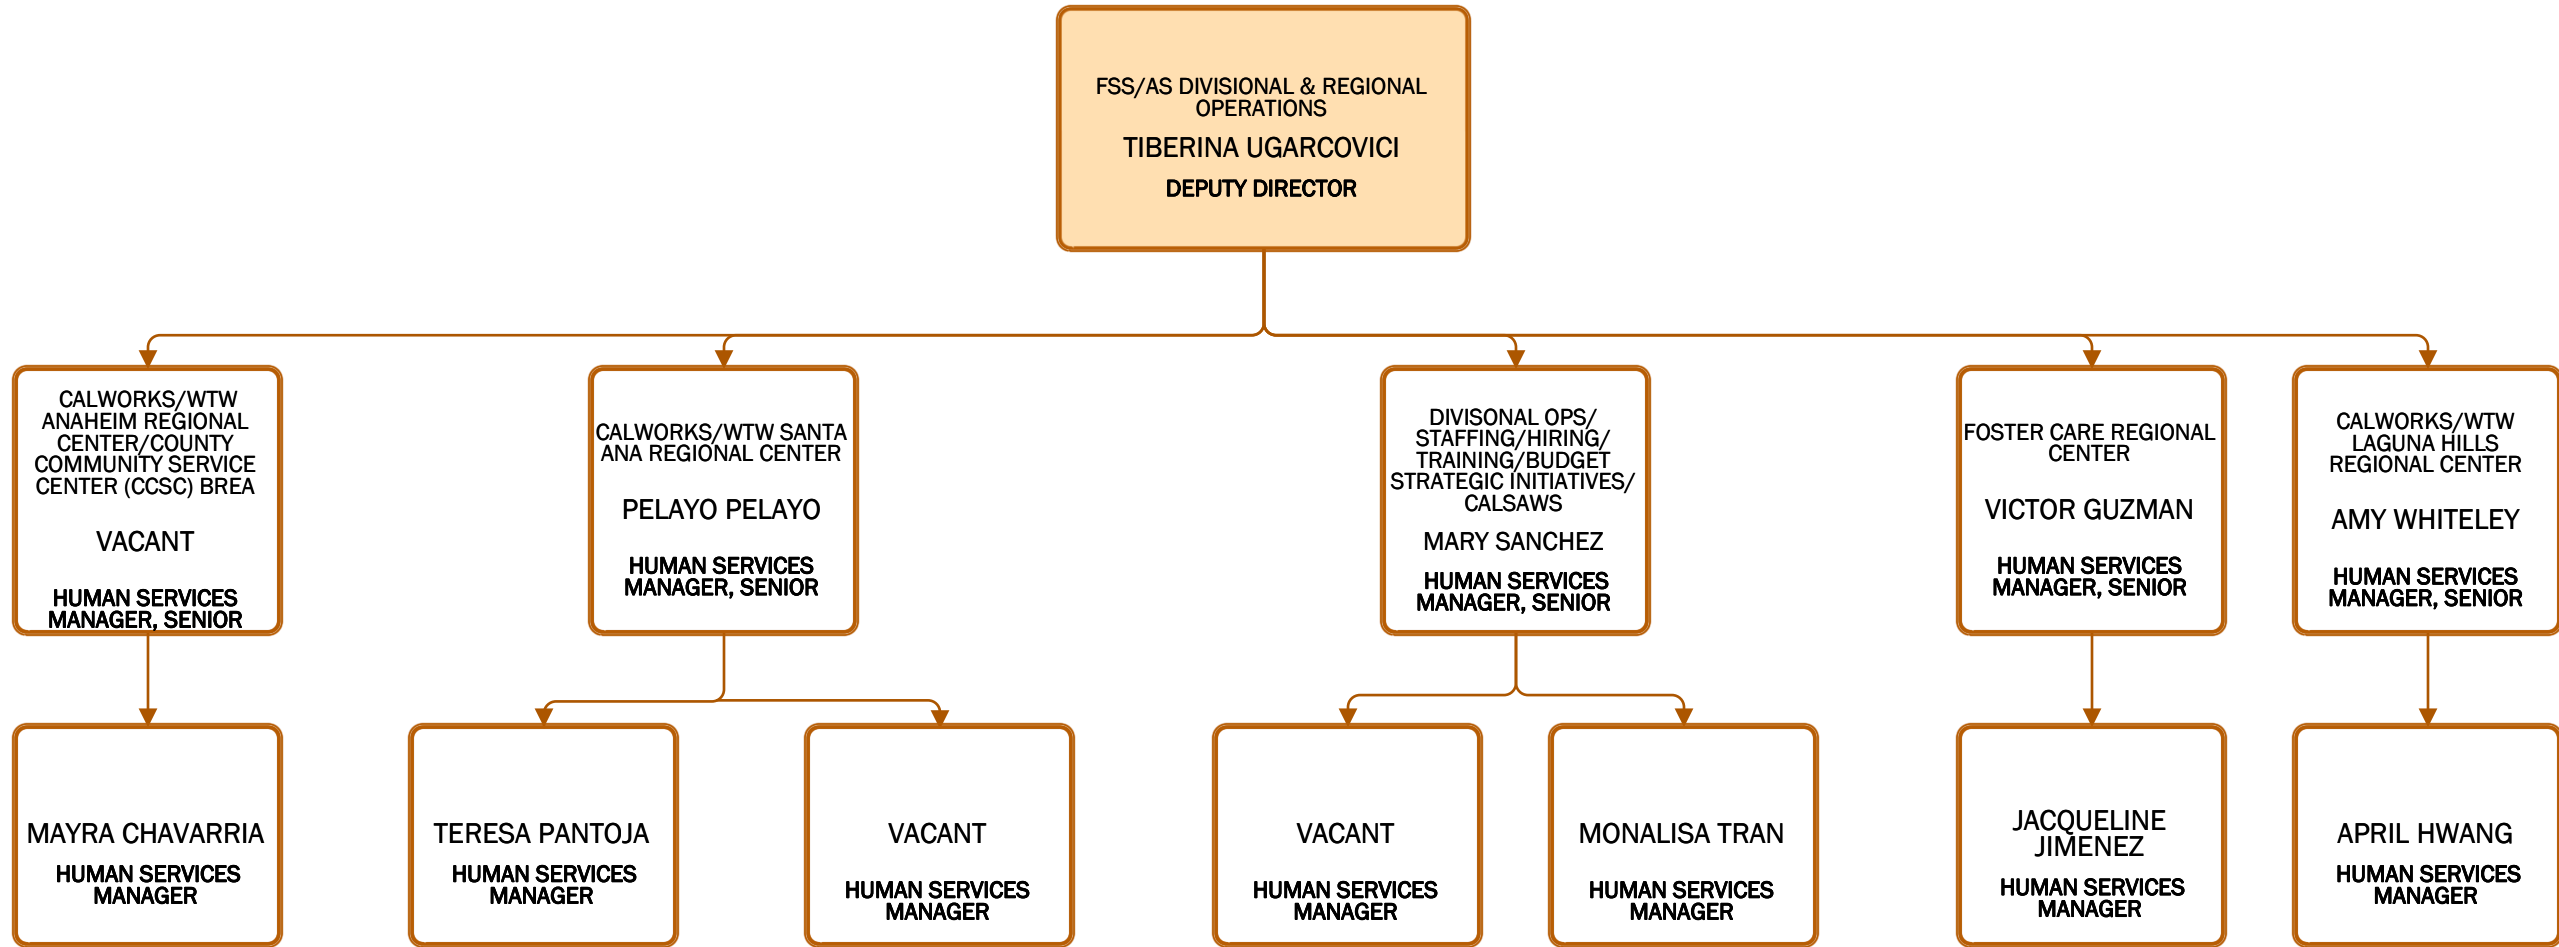 FSS/AS DIVISIONAL & REGIONAL
OPERATIONS
TIBERINA UGARCOVICI
DEPUTY DIRECTOR
CALWORKS/WTW
ANAHEIM REGIONAL
CENTER/COUNTY
COMMUNITY SERVICE
CENTER (CCSC) BREA
VACANT
HUMAN SERVICES
MANAGER, SENIOR
CALWORKS/WTW SANTA
ANA REGIONAL CENTER
PELAYO PELAYO
HUMAN SERVICES
MANAGER, SENIOR
DIVISONAL OPS/
STAFFING/HIRING/
TRAINING/BUDGET
STRATEGIC INITIATIVES/
CALSAWS
MARY SANCHEZ
HUMAN SERVICES
MANAGER, SENIOR
FOSTER CARE REGIONAL
CENTER
VICTOR GUZMAN
HUMAN SERVICES
MANAGER, SENIOR
CALWORKS/WTW
LAGUNA HILLS
REGIONAL CENTER
AMY WHITELEY
HUMAN SERVICES
MANAGER, SENIOR
MAYRA CHAVARRIA
HUMAN SERVICES
MANAGER
TERESA PANTOJA
HUMAN SERVICES
MANAGER
VACANT
HUMAN SERVICES
MANAGER
VACANT
HUMAN SERVICES
MANAGER
MONALISA TRAN
HUMAN SERVICES
MANAGER
JACQUELINE
JIMENEZ
HUMAN SERVICES
MANAGER
APRIL HWANG
HUMAN SERVICES
MANAGER